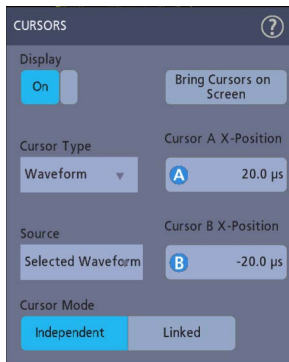 CURSORS
?
Display
On
Bring Cursors on
Screen
Cursor Type
Cursor A X-Position
Waveform
A
20.0 µs
Source
Cursor B X-Position
Selected Waveform
B
-20.0 µs
Cursor Mode
Independent
Linked